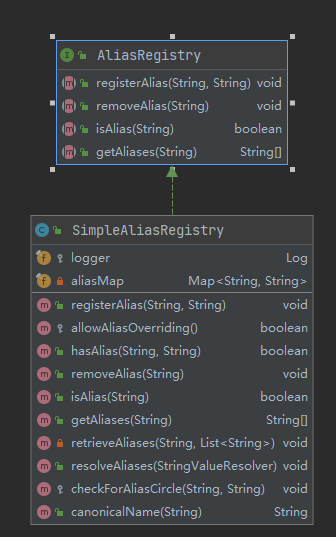 AliasRegistry
registerAlias(String, String) void
removeAlias(String) void
isAlias(String) boolean
getAliases(String) String[]
SimpleAliasRegistry
logger Log
aliasMap Map<String, String>
registerAlias(String, String) void
allowAliasOverriding() boolean
hasAlias(String, String) boolean
removeAlias(String) void
isAlias(String) boolean
getAliases(String) String[]
retrieveAliases(String, List<String>) void
resolveAliases(StringValueResolver) void
checkForAliasCircle(String, String) void
canonicalName(String) String